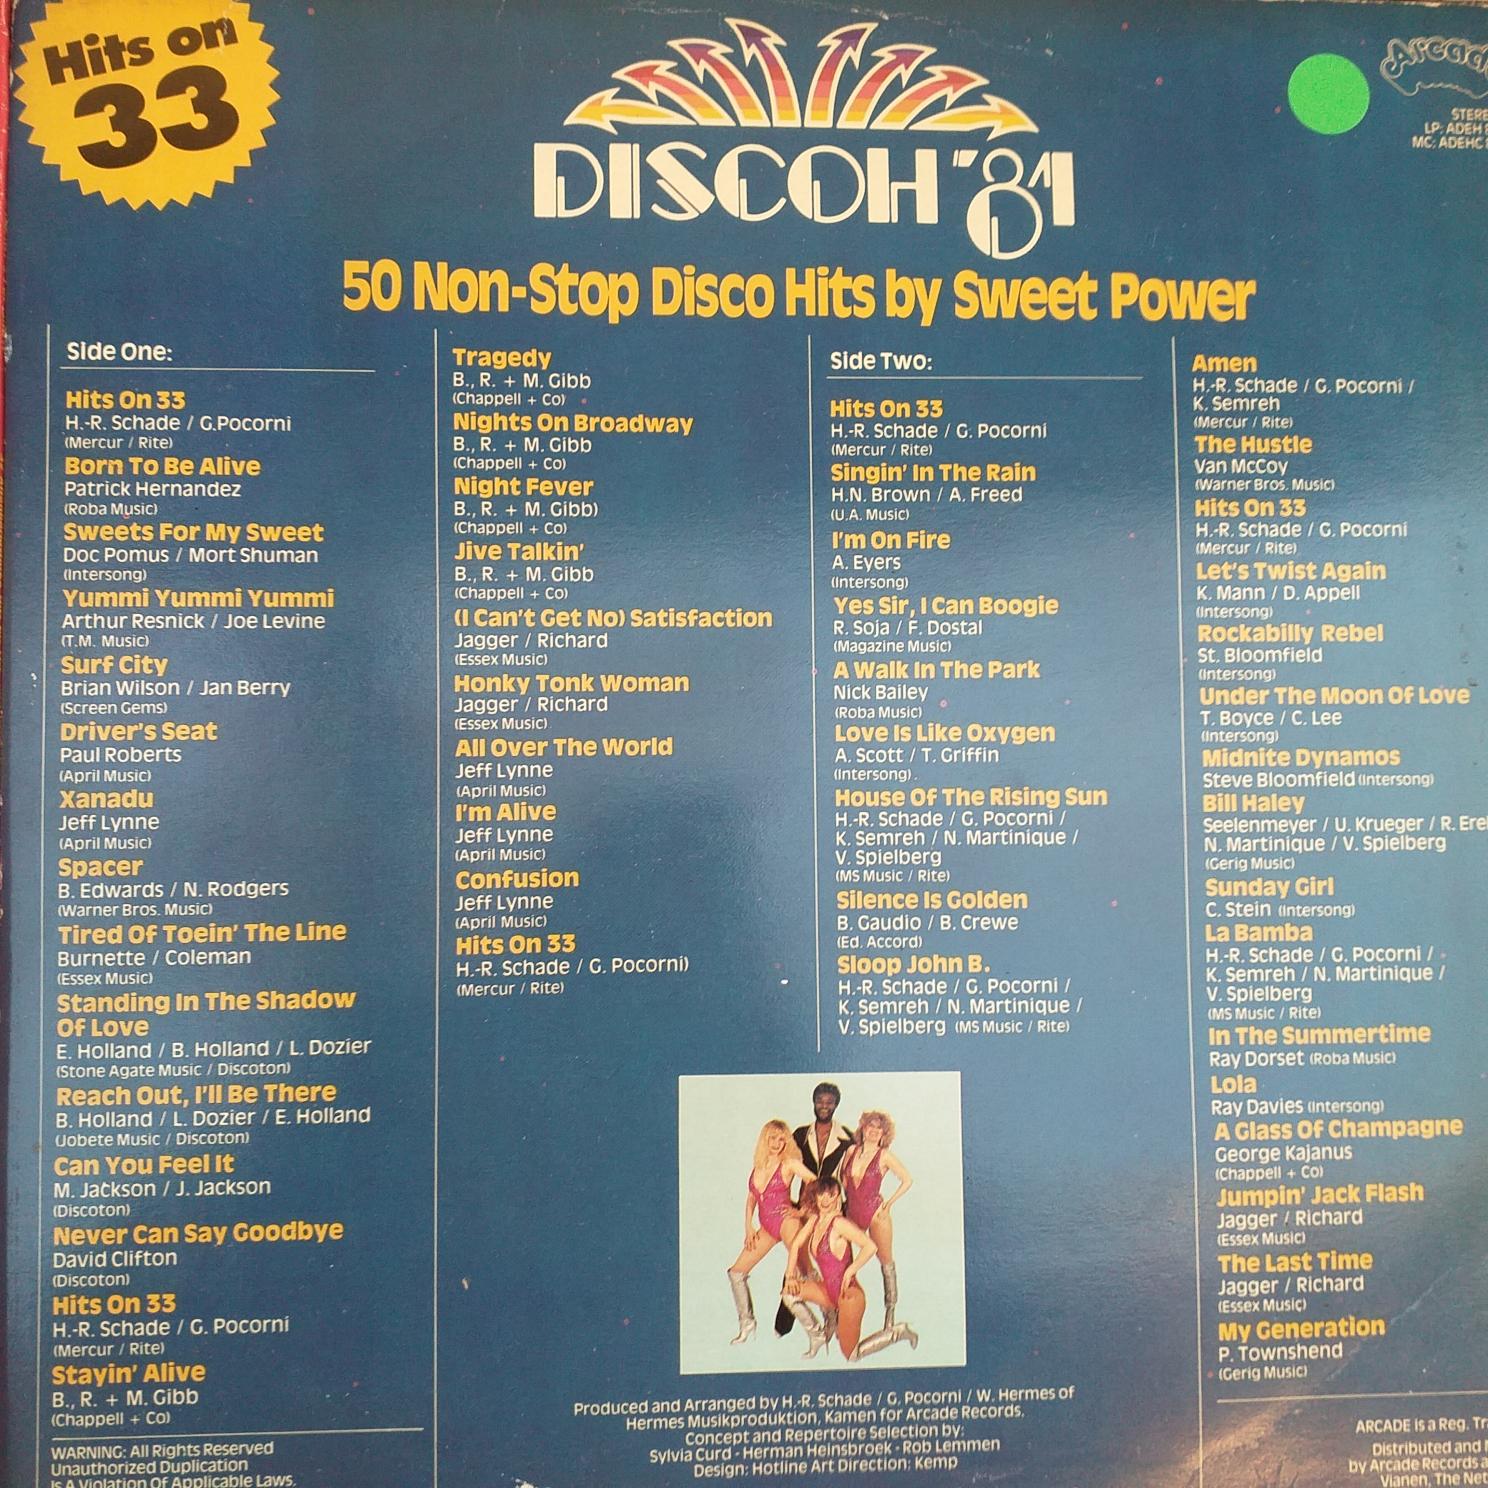 Hits on
33
DISCOH "81
50 Non-Stop Disco Hits by Sweet Power
Arcade
STEREO
LP: ADEH
MC: ADEHC
Side One:
Hits On 33
H.-R. Schade / G.Pocorni
(Mercur / Rite)
Born To Be Alive
Patrick Hernandez
(Roba Music)
Sweets For My Sweet
Doc Pomus / Mort Shuman
(Intersong)
Yummi Yummi Yummi
Arthur Resnick / Joe Levine
(T.M. Music)
Surf City
Brian Wilson / Jan Berry
(Screen Gems)
Driver's Seat
Paul Roberts
(April Music)
Xanadu
Jeff Lynne
(April Music)
Spacer
B. Edwards / N. Rodgers
(Warner Bros. Music)
Tired Of Toein' The Line
Burnette / Coleman
(Essex Music)
Standing In The Shadow
Of Love
E. Holland / B. Holland / L. Dozier
(Stone Agate Music / Discoton)
Reach Out, I'll Be There
B. Holland / L. Dozier / E. Holland
(Jobete Music / Discoton)
Can You Feel It
M. Jackson / J. Jackson
(Discoton)
Never Can Say Goodbye
David Clifton
(Discoton)
Hits On 33
H.-R. Schade / G. Pocorni
(Mercur / Rite)
Stayin' Alive
B., R. + M. Gibb
(Chappell + Co)
WARNING: All Rights Reserved
Unauthorized Duplication
Is A Violation Of Applicable Laws.
Tragedy
B., R. + M. Gibb
(Chappell + Co)
Nights On Broadway
B., R. + M. Gibb
(Chappell + Co)
Night Fever
B., R. + M. Gibb)
(Chappell + Co)
Jive Talkin'
B., R. + M. Gibb
(Chappell + Co)
(I Can't Get No) Satisfaction
Jagger / Richard
(Essex Music)
Honky Tonk Woman
Jagger / Richard
(Essex Music)
All Over The World
Jeff Lynne
(April Music)
I'm Alive
Jeff Lynne
(April Music)
Confusion
Jeff Lynne
(April Music)
Hits On 33
H.-R. Schade / G. Pocorni)
(Mercur / Rite)
Side Two:
Hits On 33
H.-R. Schade / G. Pocorni
(Mercur / Rite)
Singin' In The Rain
H.N. Brown / A. Freed
(U.A. Music)
I'm On Fire
A. Eyers
(Intersong)
Yes Sir, I Can Boogie
R. Soja / F. Dostal
(Magazine Music)
A Walk In The Park
Nick Bailey
(Roba Music)
Love Is Like Oxygen
A. Scott / T. Griffin
(Intersong).
House Of The Rising Sun
H.-R. Schade / G. Pocorni /
K. Semreh / N. Martinique /
V. Spielberg
(MS Music / Rite)
Silence Is Golden
B. Gaudio / B. Crewe
(Ed. Accord)
Sloop John B.
H.-R. Schade / G. Pocorni /
K. Semreh / N. Martinique /
V. Spielberg (MS Music / Rite)
Amen
H.-R. Schade / G. Pocorni /
K. Semreh
(Mercur / Rite)
The Hustle
Van McCoy
(Warner Bros. Music)
Hits On 33
H.-R. Schade / G. Pocorni
(Mercur / Rite)
Let's Twist Again
K. Mann / D. Appell
(Intersong)
Rockabilly Rebel
St. Bloomfield
(Intersong)
Under The Moon Of Love
T. Boyce / C. Lee
(Intersong)
Midnite Dynamos
Steve Bloomfield (Intersong)
Bill Haley
Seelenmeyer / U. Krueger / R. Erel
N. Martinique / V. Spielberg
(Gerig Music)
Sunday Girl
C. Stein (Intersong)
La Bamba
H.-R. Schade / G. Pocorni /
K. Semreh / N. Martinique /
V. Spielberg
(MS Music / Rite)
In The Summertime
Ray Dorset (Roba Music)
Lola
Ray Davies (Intersong)
A Glass Of Champagne
George Kajanus
(Chappell + Co)
Jumpin' Jack Flash
Jagger / Richard
(Essex Music)
The Last Time
Jagger / Richard
(Essex Music)
My Generation
P. Townshend
(Gerig Music)
Produced and Arranged by H.-R. Schade / G. Pocorni / W. Hermes of
Hermes Musikproduktion, Kamen for Arcade Records.
Concept and Repertoire Selection by:
Sylvia Curd - Herman Heinsbroek - Rob Lemmen
Design: Hotline Art Direction: Kemp
ARCADE is a Reg. Tr
Distributed and
by Arcade Records
Vianen, The Net